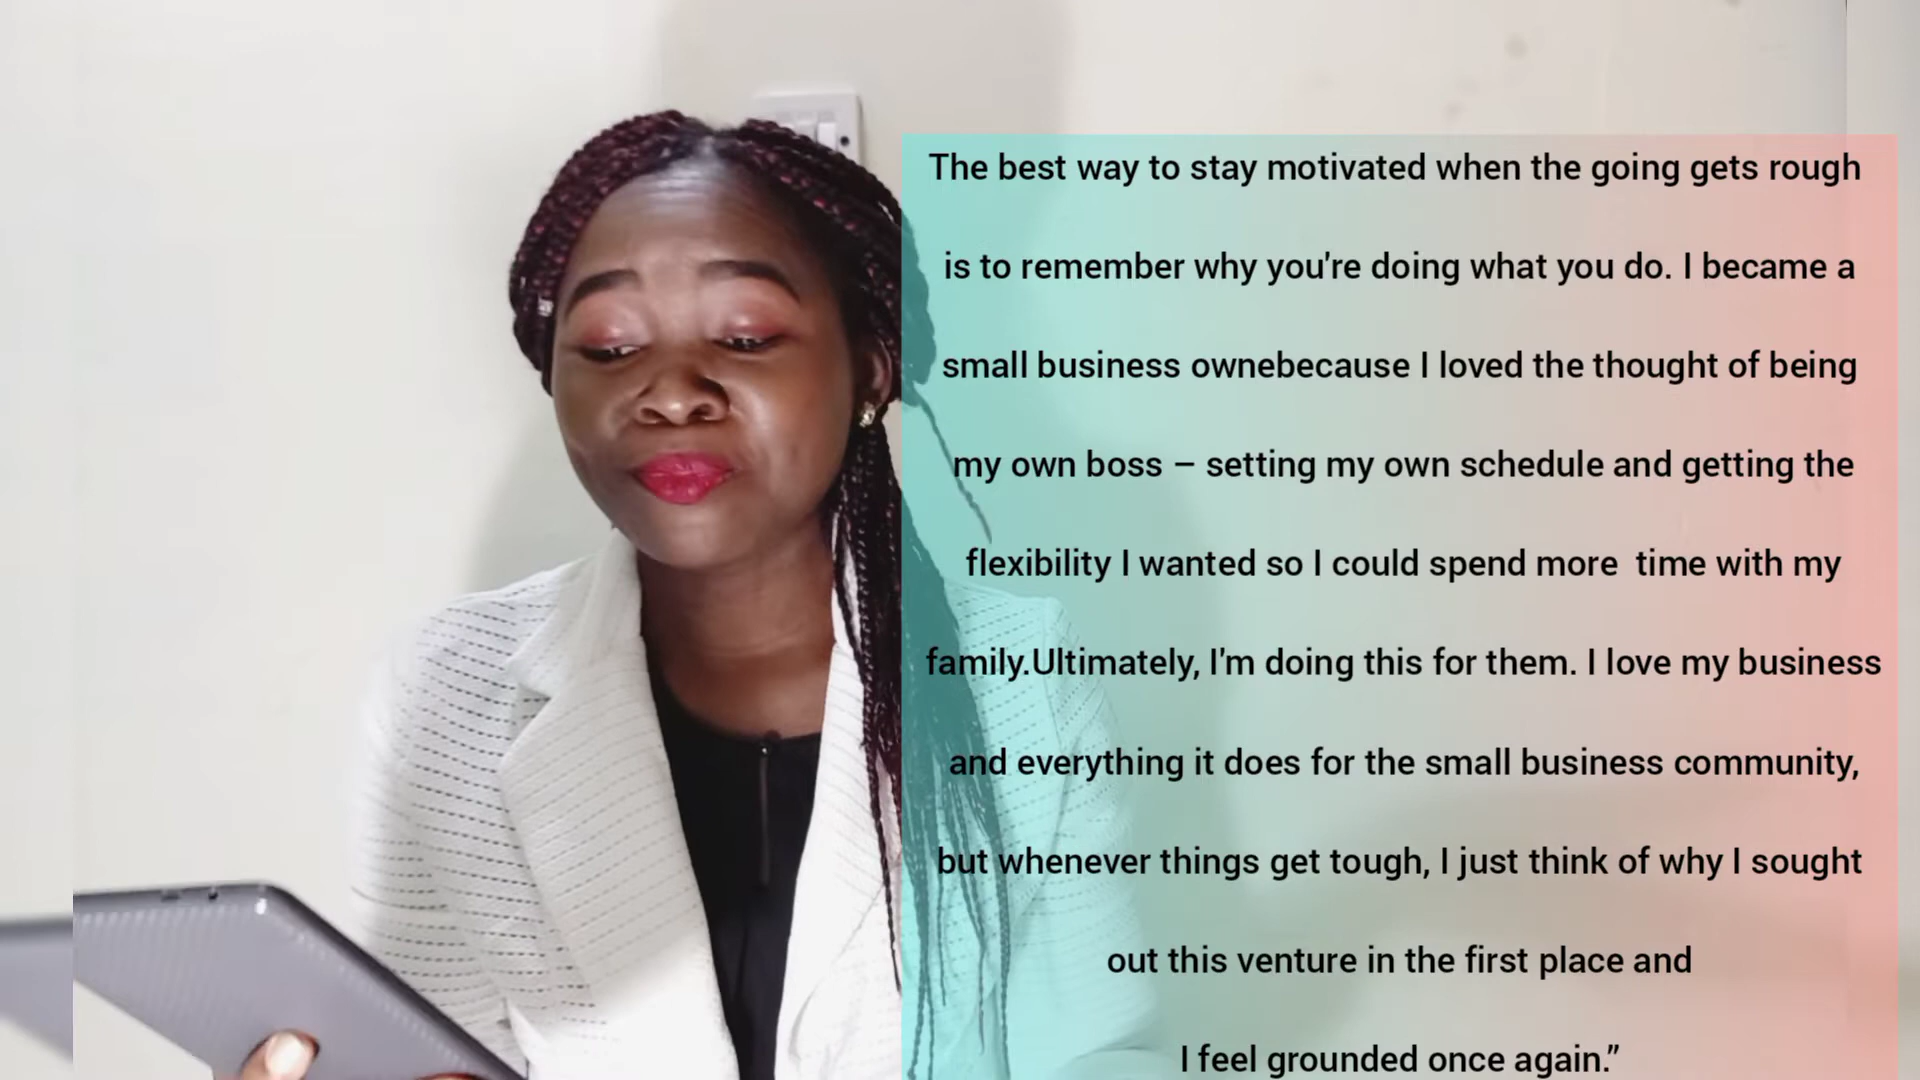 The best way to stay motivated when the going gets rough
is to remember why you're doing what you do. I became a
small business ownebecause I loved the thought of being
my own boss – setting my own schedule and getting the
flexibility I wanted so I could spend more  time with my
family.Ultimately, I'm doing this for them. I love my business
and everything it does for the small business community,
but whenever things get tough, I just think of why I sought
out this venture in the first place and
I feel grounded once again.”